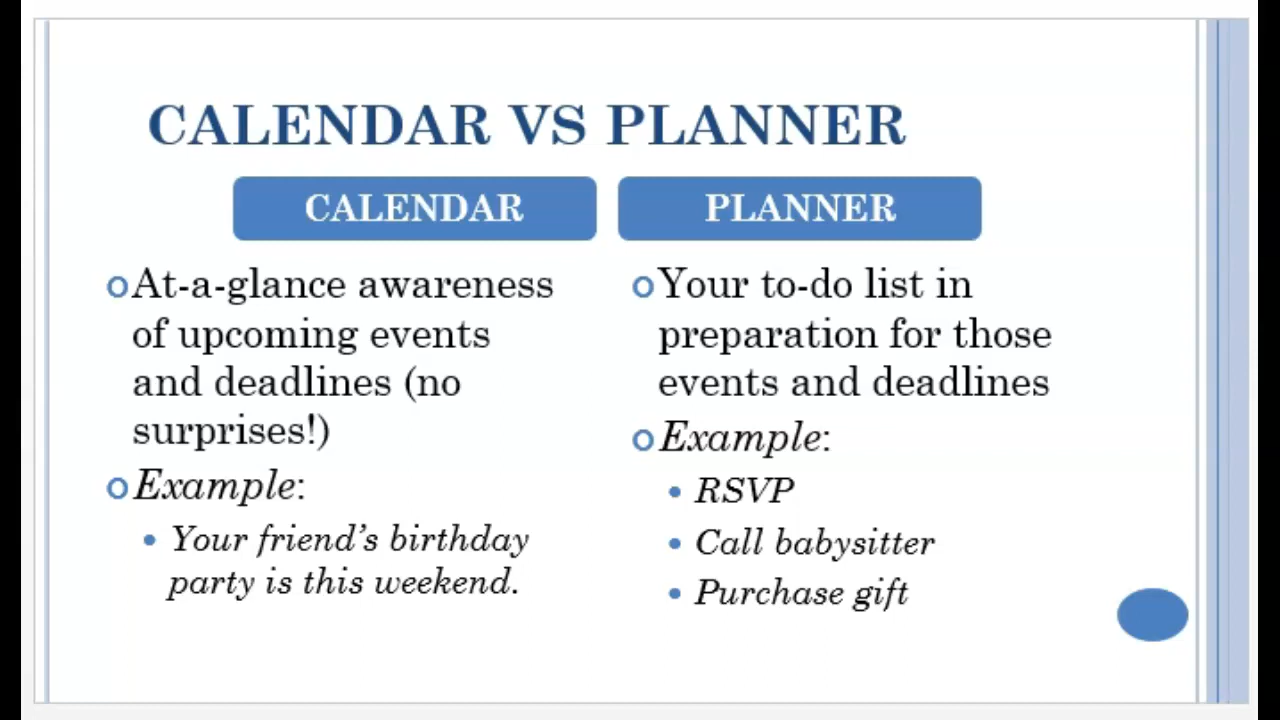 CALENDAR VS PLANNER
CALENDAR
At-a-glance awareness
of upcoming events
and deadlines (no
surprises!)
Example:
Your friend’s birthday
party is this weekend.
PLANNER
Your to-do list in
preparation for those
events and deadlines
Example:
RSVP
Call babysitter
Purchase gift